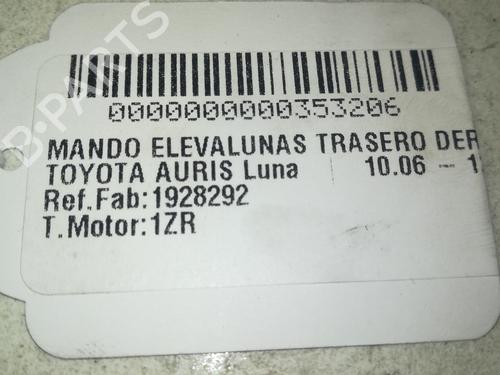 0000000000353206
MANDO ELEVALUNAS TRASERO DER
TOYOTA AURIS Luna 10.06 - 1
Ref.Fab:1928292
T.Motor:1ZR
B-PARTS